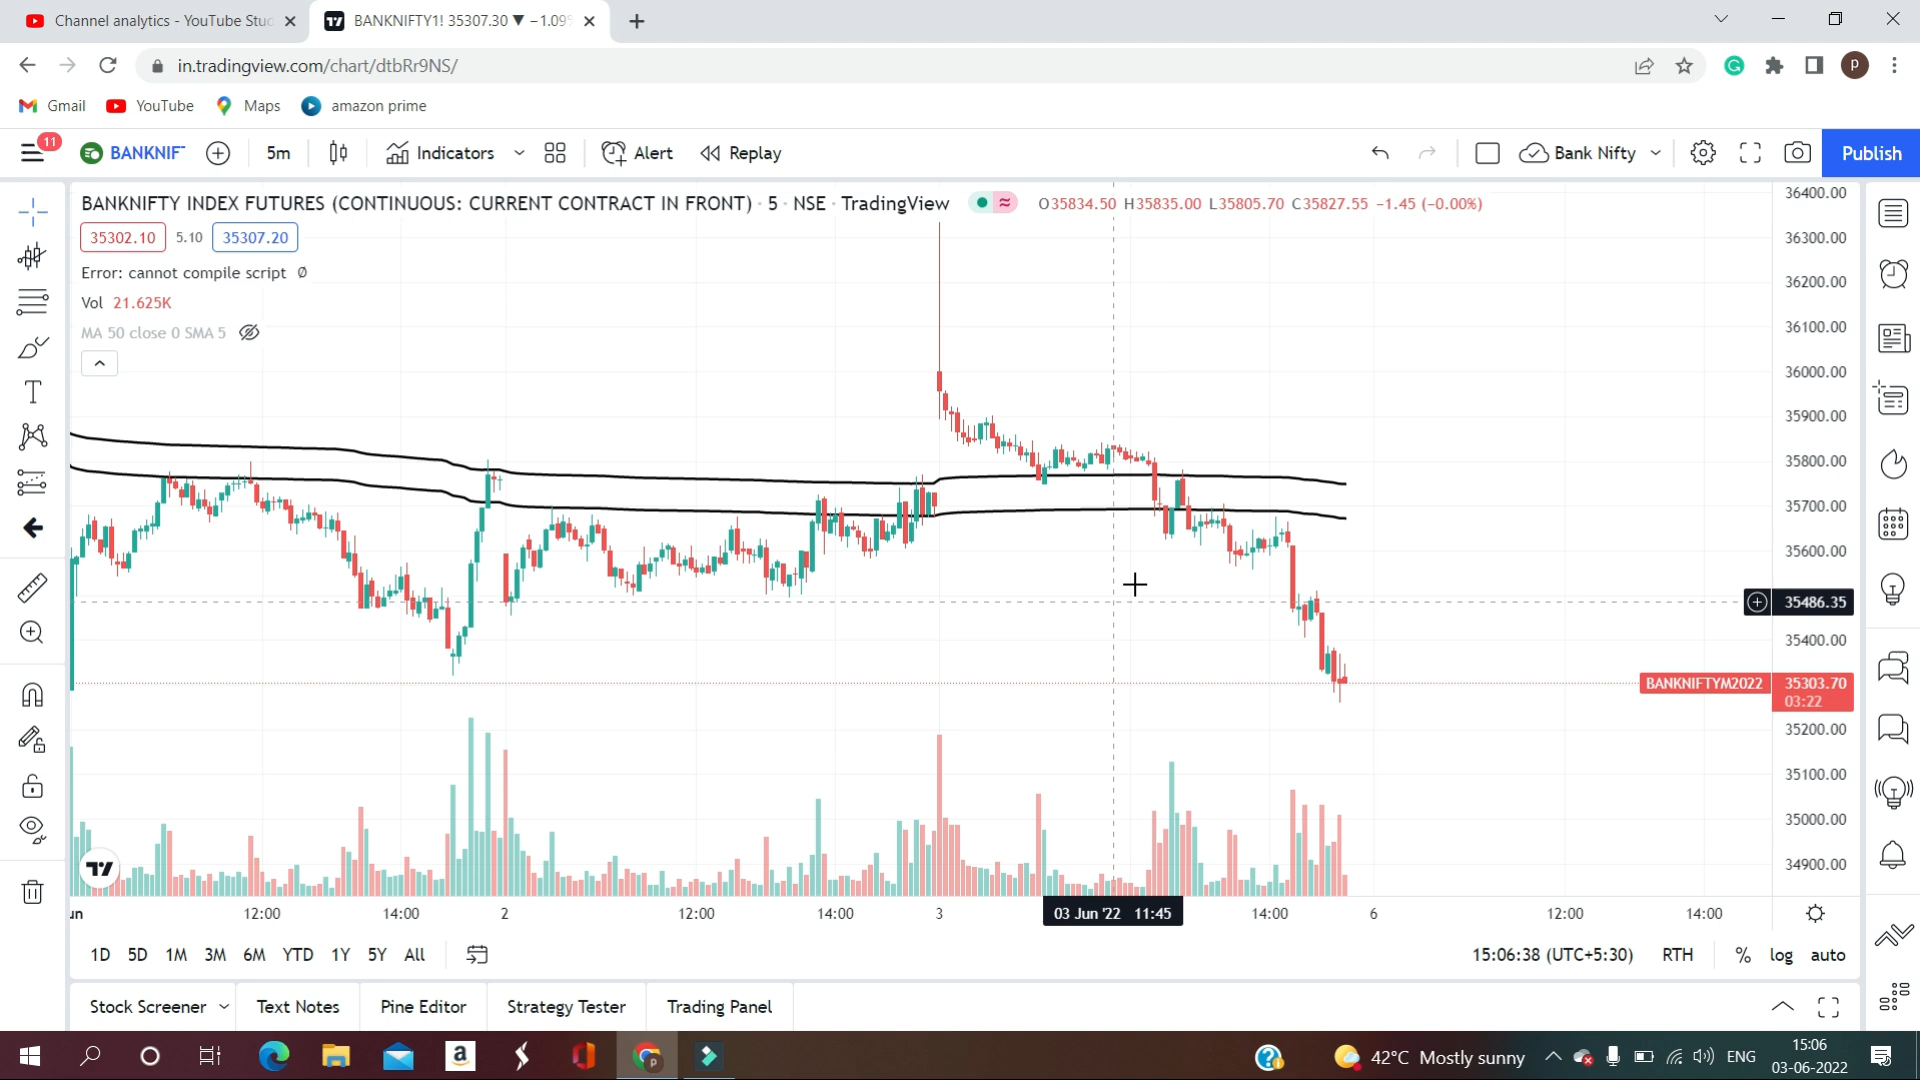 Channel analytics - YouTube Stud
BANKNIFTY1! 35307.30 ▼ −1.09%
in.tradingview.com/chart/dtbRr9NS/
P
Gmail YouTube Maps amazon prime
11
BANKNIF
5m
Indicators
Alert
Replay
Bank Nifty
Publish
BANKNIFTY INDEX FUTURES (CONTINUOUS: CURRENT CONTRACT IN FRONT) · 5 · NSE · TradingView
O35834.50 H35835.00 L35805.70 C35827.55 −1.45 (−0.00%)
35302.10 5.10 35307.20
Error: cannot compile script
Vol 21.625K
MA 50 close 0 SMA 5
36400.00
36300.00
36200.00
36100.00
36000.00
35900.00
35800.00
35700.00
35600.00
35486.35
35400.00
BANKNIFTYM2022 35303.70
03:22
35200.00
35100.00
35000.00
34900.00
un 12:00 14:00 2 12:00 14:00 3 03 Jun '22 11:45 14:00 6 12:00 14:00
1D 5D 1M 3M 6M YTD 1Y 5Y All
15:06:38 (UTC+5:30) RTH % log auto
Stock Screener Text Notes Pine Editor Strategy Tester Trading Panel
42°C Mostly sunny
ENG
15:06
03-06-2022